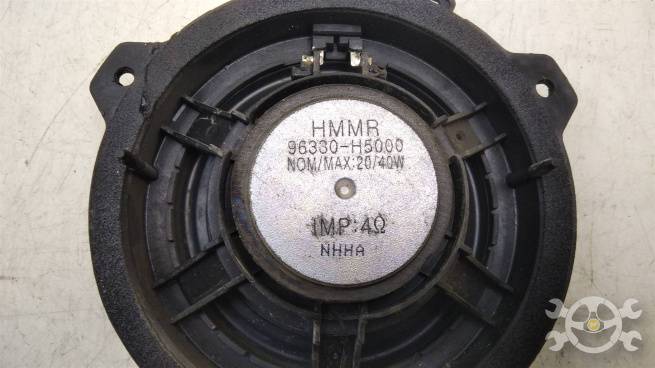 HMMR
96330-H5000
NOM/MAX:20/40W
IMP:4Ω
NHHA